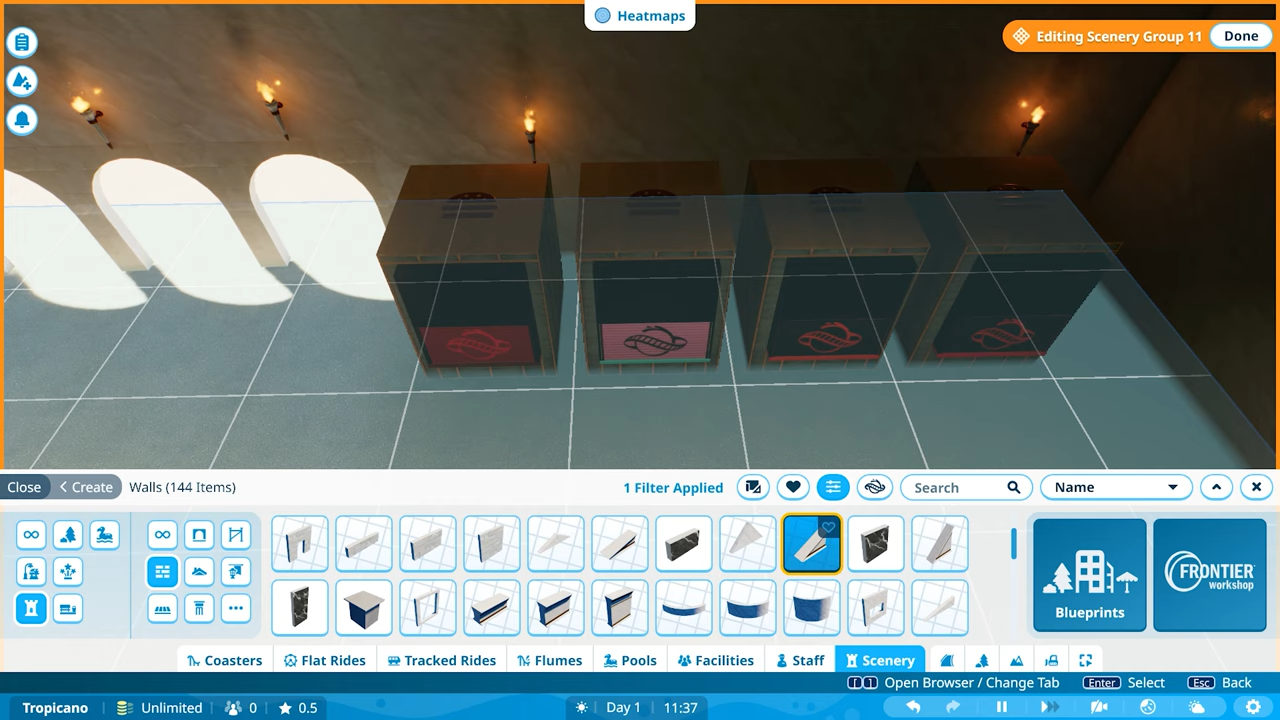 Heatmaps
Editing Scenery Group 11
Done
Close
Create
Walls (144 Items)
1 Filter Applied
Search
Name
Blueprints
FRONTIER
workshop
Coasters
Flat Rides
Tracked Rides
Flumes
Pools
Facilities
Staff
Scenery
[ ] Open Browser / Change Tab
Enter Select
Esc Back
Tropicano
Unlimited
0
0.5
Day 1
11:37